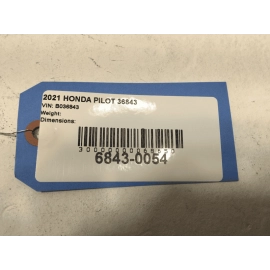 2021 HONDA PILOT 36843
VIN: B036843
Weight:
Dimensions:
6843-0054